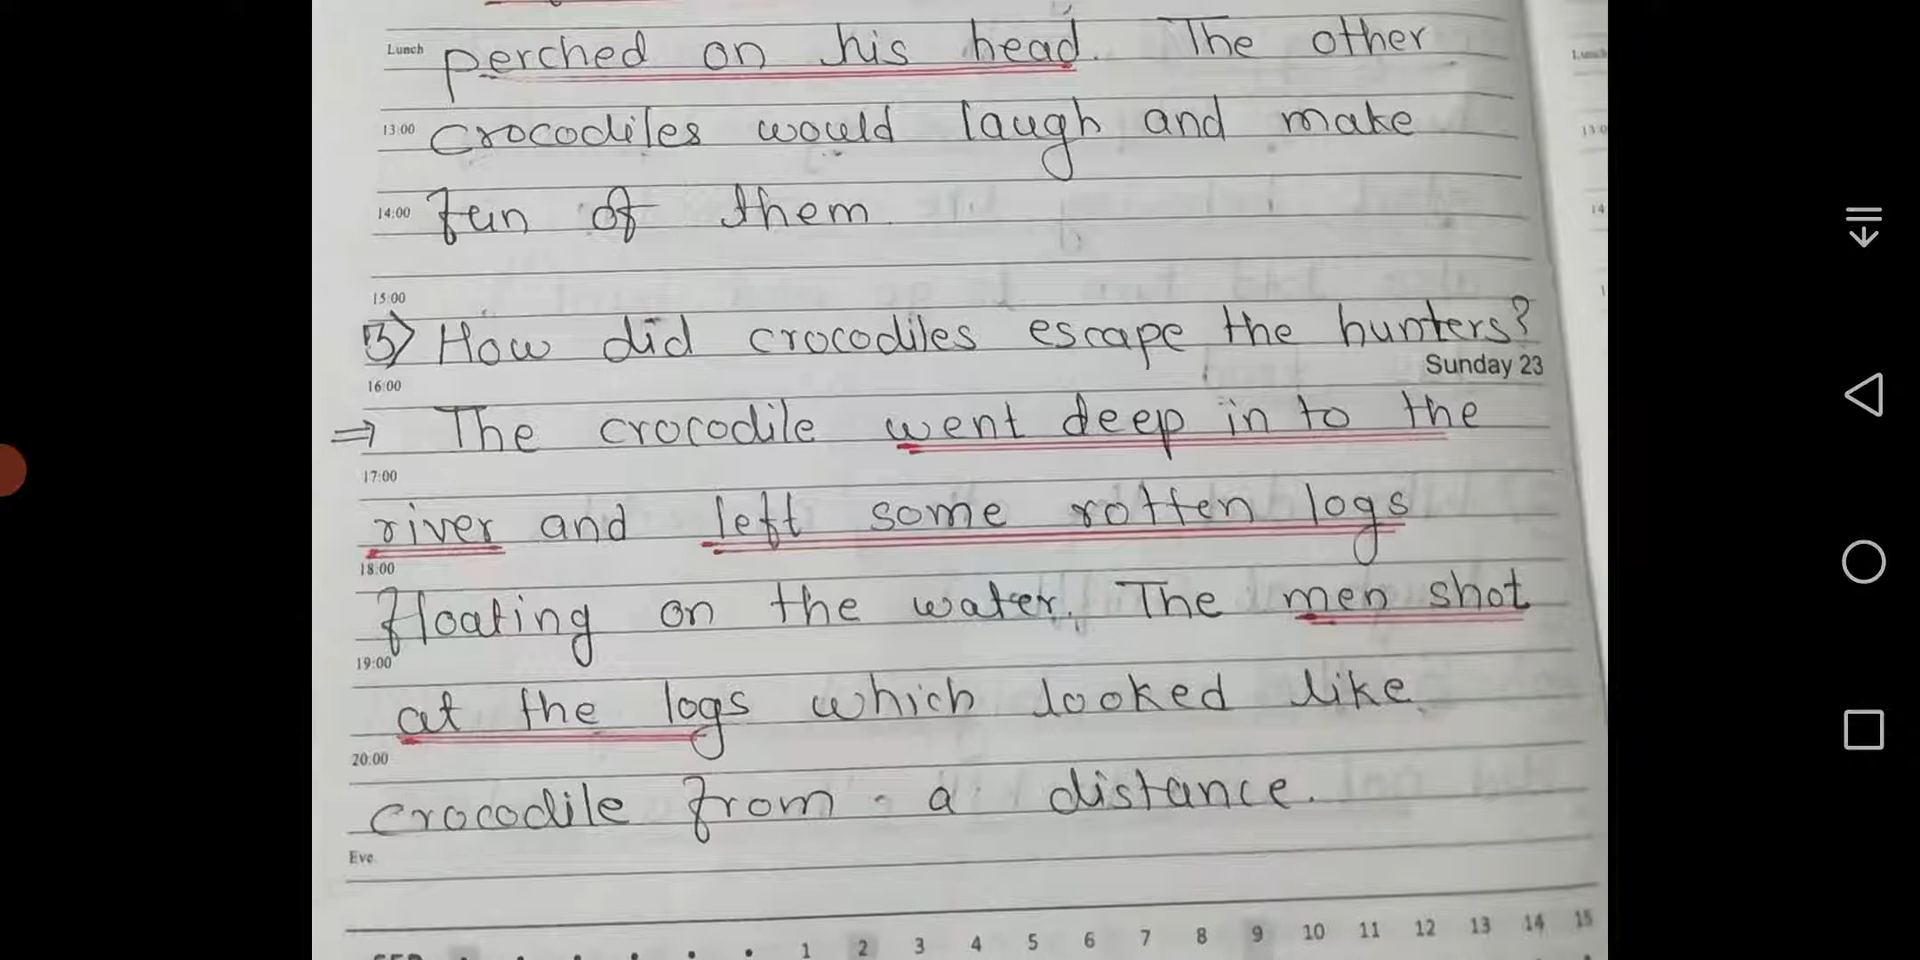 Lunch perched on his head. The other
13:00 crocodiles would laugh and make
14:00 fun of them.
15:00
3) How did crocodiles escape the hunters?
Sunday 23
16:00
⇒ The crocodile went deep in to the
17:00
river and left some rotten logs
18:00
floating on the water. The men shot
19:00
at the logs which looked like
20:00
crocodile from a distance.
Eve.
1 2 3 4 5 6 7 8 9 10 11 12 13 14 15